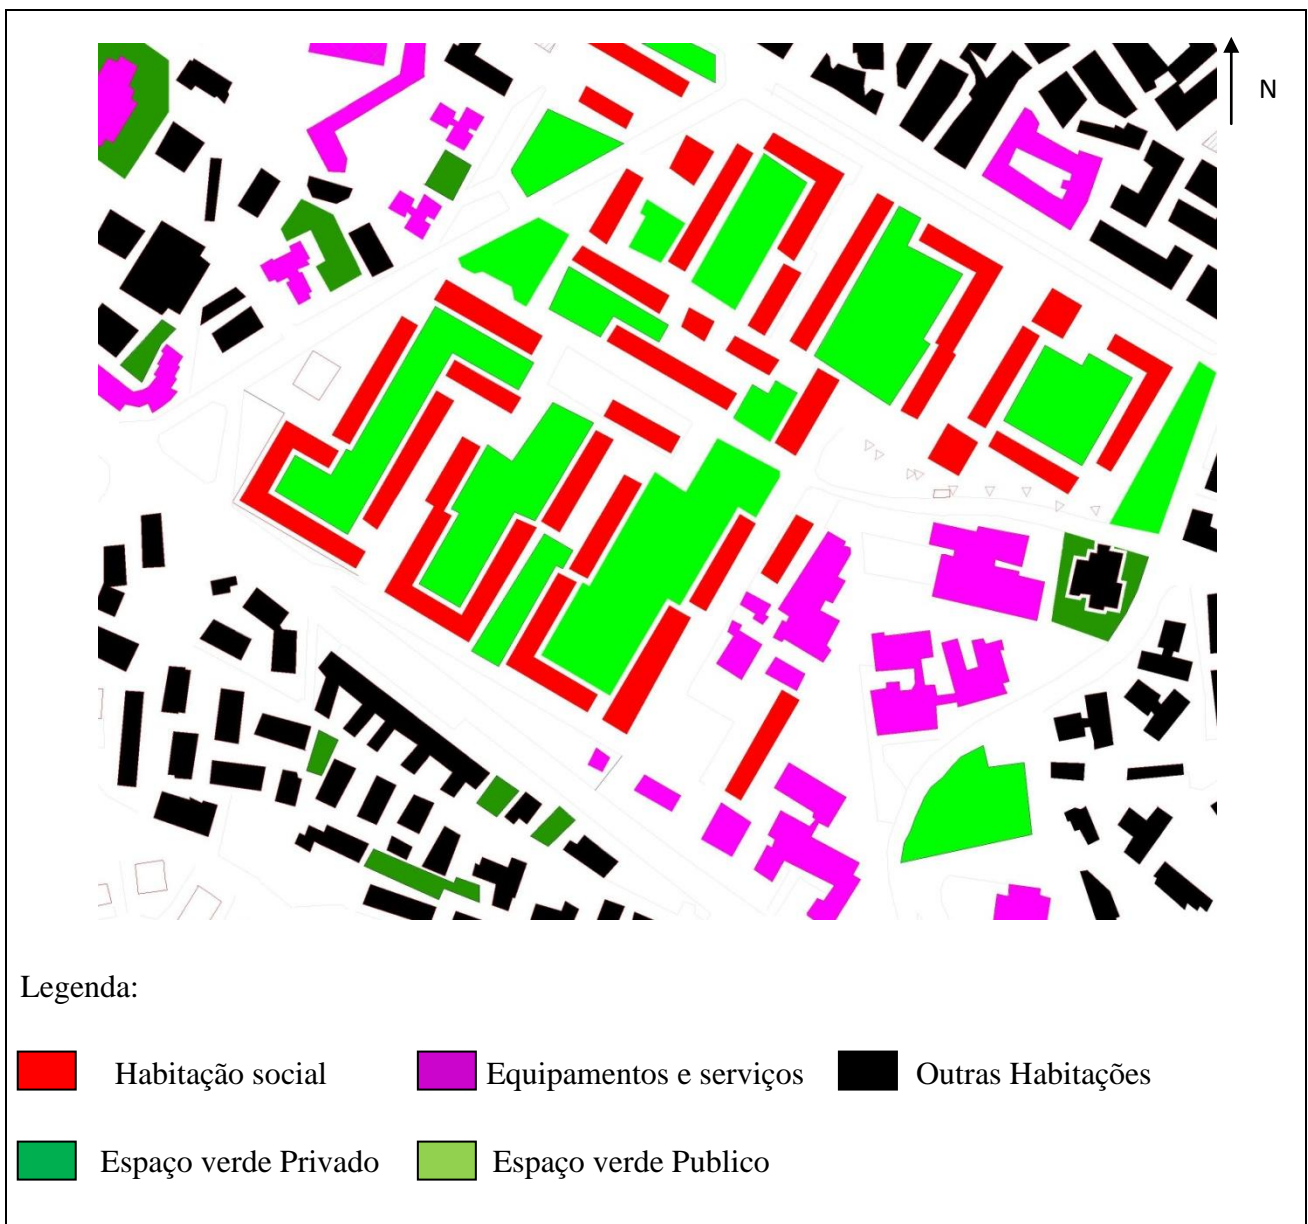 N
Legenda:
Habitação social Equipamentos e serviços Outras Habitações
Espaço verde Privado Espaço verde Publico